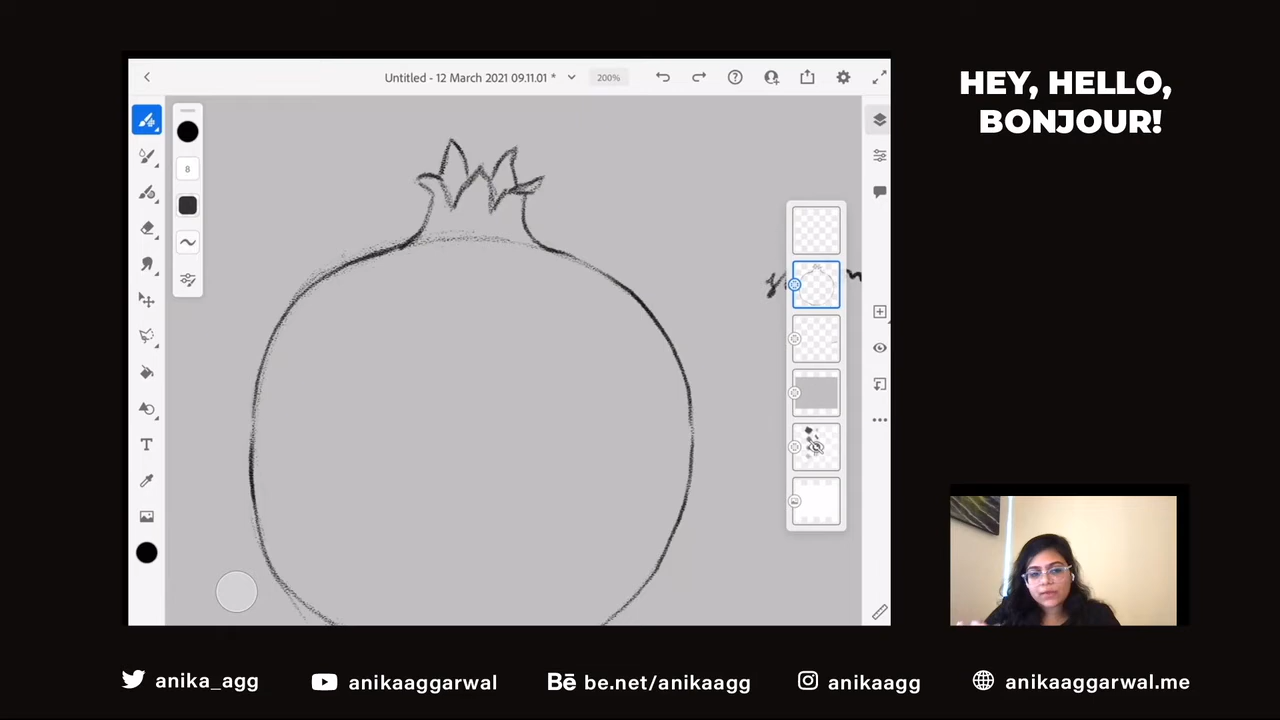 Untitled - 12 March 2021 09.11.01 *
200%
HEY, HELLO,
BONJOUR!
8
T
anika_agg
anikaaggarwal
Bē be.net/anikaagg
anikaagg
anikaaggarwal.me